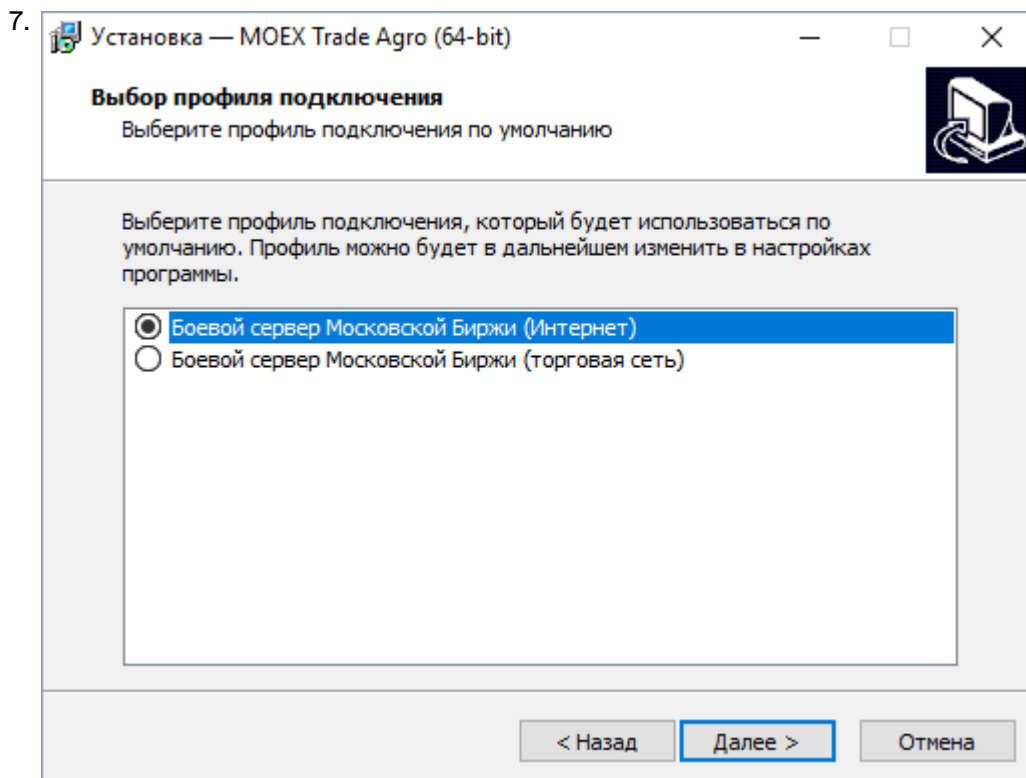 7.
Установка — MOEX Trade Agro (64-bit)
Выбор профиля подключения
Выберите профиль подключения по умолчанию
Выберите профиль подключения, который будет использоваться по
умолчанию. Профиль можно будет в дальнейшем изменить в настройках
программы.
Боевой сервер Московской Биржи (Интернет)
Боевой сервер Московской Биржи (торговая сеть)
< Назад Далее > Отмена